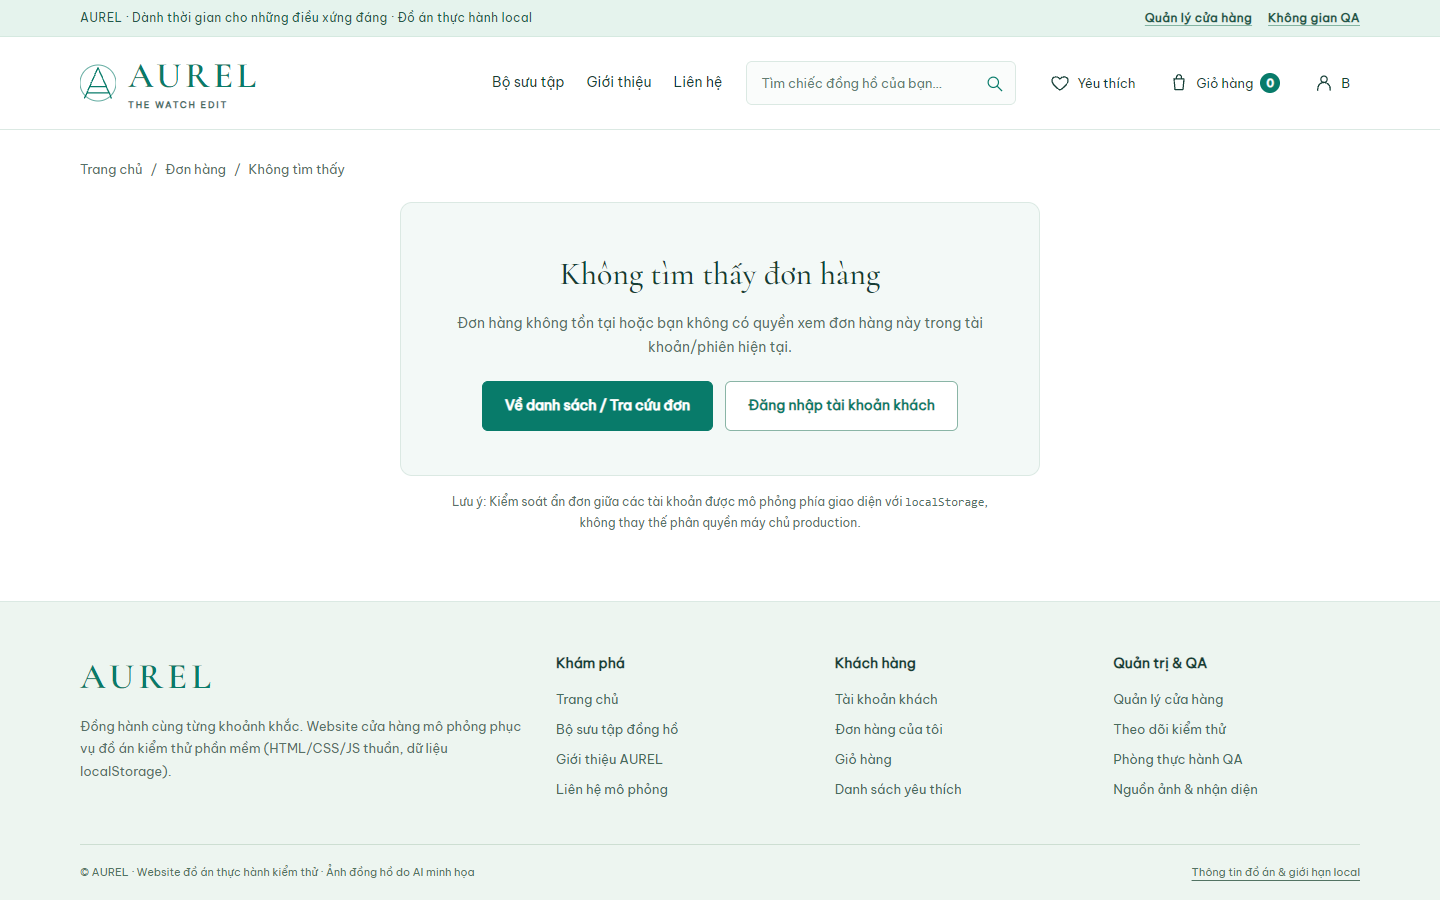 AUREL · Dành thời gian cho những điều xứng đáng · Đồ án thực hành local
Quản lý cửa hàng Không gian QA
AUREL
THE WATCH EDIT
Bộ sưu tập Giới thiệu Liên hệ
Tìm chiếc đồng hồ của bạn...
Yêu thích
Giỏ hàng 0
B
Trang chủ / Đơn hàng / Không tìm thấy
Không tìm thấy đơn hàng
Đơn hàng không tồn tại hoặc bạn không có quyền xem đơn hàng này trong tài
khoản/phiên hiện tại.
Về danh sách / Tra cứu đơn
Đăng nhập tài khoản khách
Lưu ý: Kiểm soát ẩn đơn giữa các tài khoản được mô phỏng phía giao diện với localStorage,
không thay thế phân quyền máy chủ production.
AUREL
Đồng hành cùng từng khoảnh khắc. Website cửa hàng mô phỏng phục
vụ đồ án kiểm thử phần mềm (HTML/CSS/JS thuần, dữ liệu
localStorage).
Khám phá
Trang chủ
Bộ sưu tập đồng hồ
Giới thiệu AUREL
Liên hệ mô phỏng
Khách hàng
Tài khoản khách
Đơn hàng của tôi
Giỏ hàng
Danh sách yêu thích
Quản trị & QA
Quản lý cửa hàng
Theo dõi kiểm thử
Phòng thực hành QA
Nguồn ảnh & nhận diện
© AUREL · Website đồ án thực hành kiểm thử · Ảnh đồng hồ do AI minh họa
Thông tin đồ án & giới hạn local